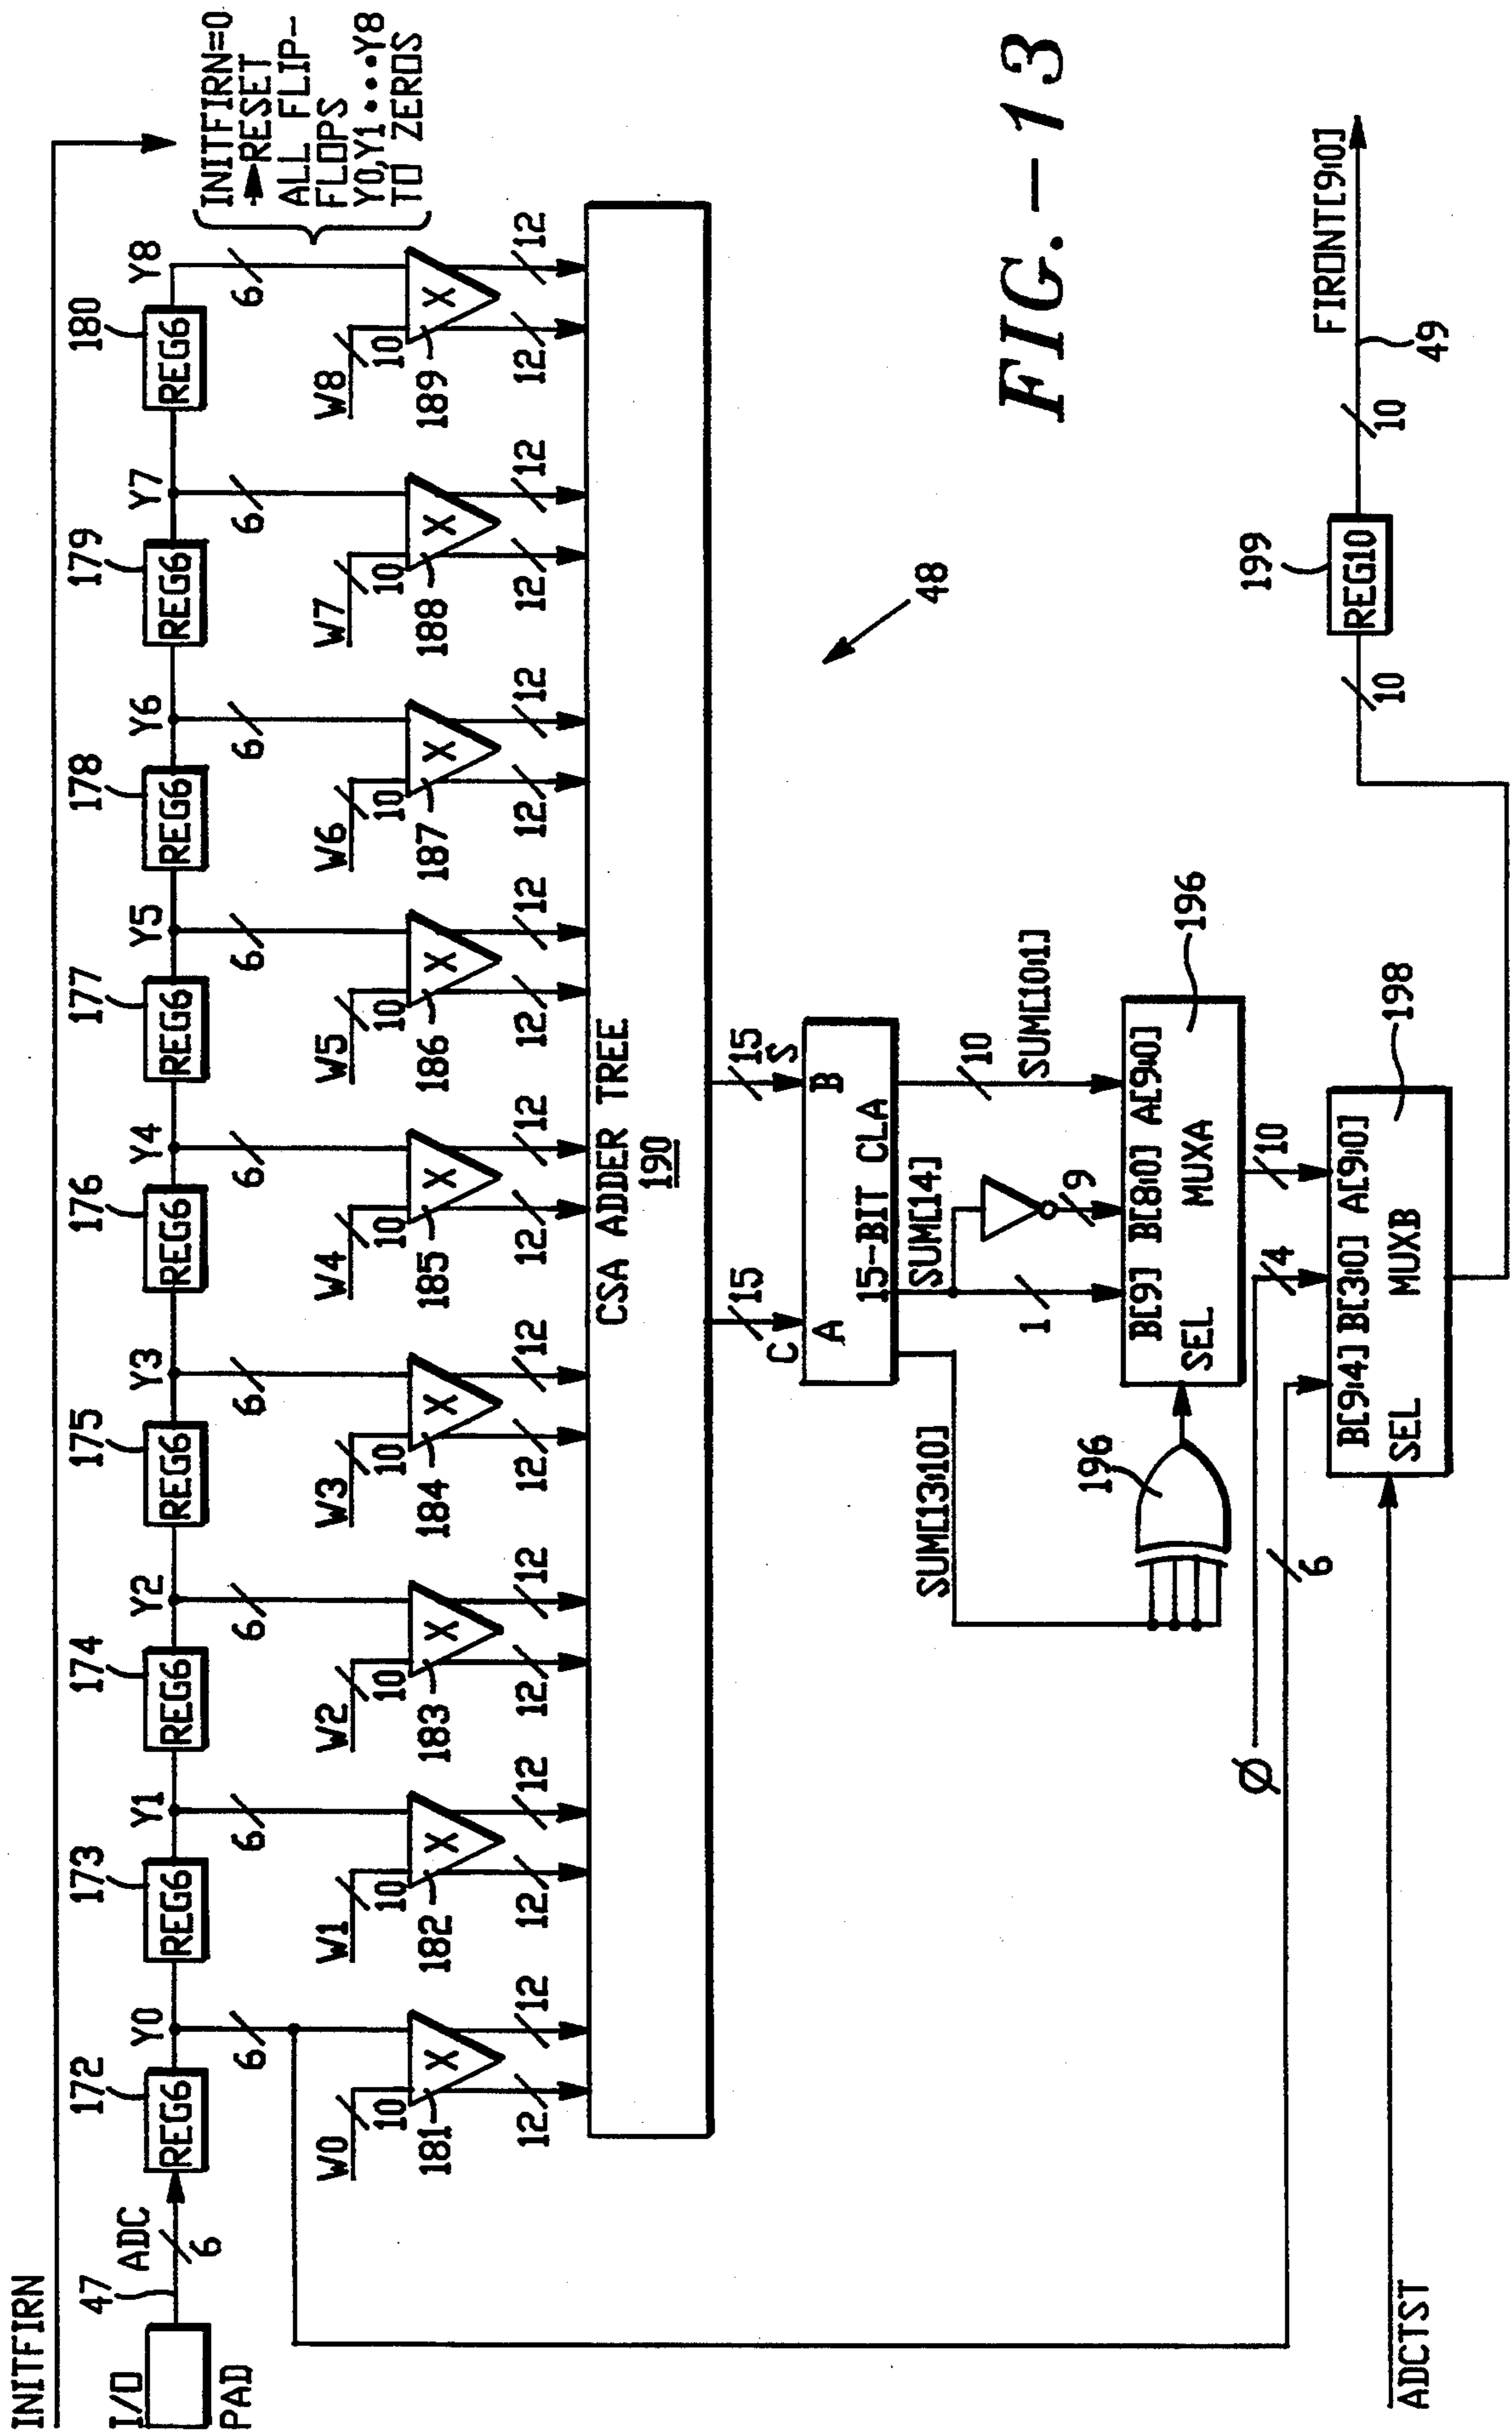 INITFIRN
INITFIRN=0
RESET
ALL FLIP-
FLOPS
Y0,Y1•••Y8
TO ZEROS
I/O
PAD
47
ADC
6
172
REG6
Y0
173
REG6
Y1
174
REG6
Y2
175
REG6
Y3
176
REG6
Y4
177
REG6
Y5
178
REG6
Y6
179
REG6
Y7
180
REG6
Y8
6
6
6
6
6
6
6
6
6
W0
10
X
181
12
12
W1
10
X
182
12
12
W2
10
X
183
12
12
W3
10
X
184
12
12
W4
10
X
185
12
12
W5
10
X
186
12
12
W6
10
X
187
12
12
W7
10
X
188
12
12
W8
10
X
189
12
12
CSA ADDER TREE
190
C
15
15
S
A
B
15-BIT CLA
48
SUM[13:10]
SUM[14]
1
9
10
SUM[10:1]
196
B[9] B[8:0] A[9:0]
SEL
MUXA
196
Ø
6
4
10
B[9:4] B[3:0] A[9:0]
SEL
MUXB
198
ADCTST
10
199
REG10
10
49
FIRONT[9:0]
FIG.-13